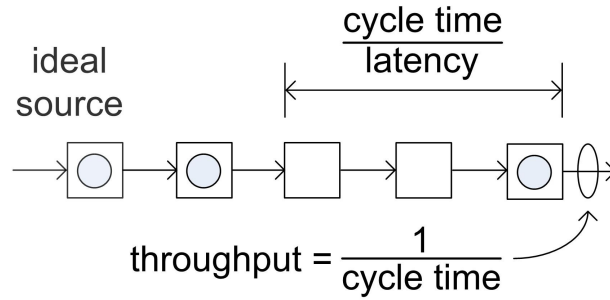 cycle time
latency
ideal
source
throughput = 1
cycle time